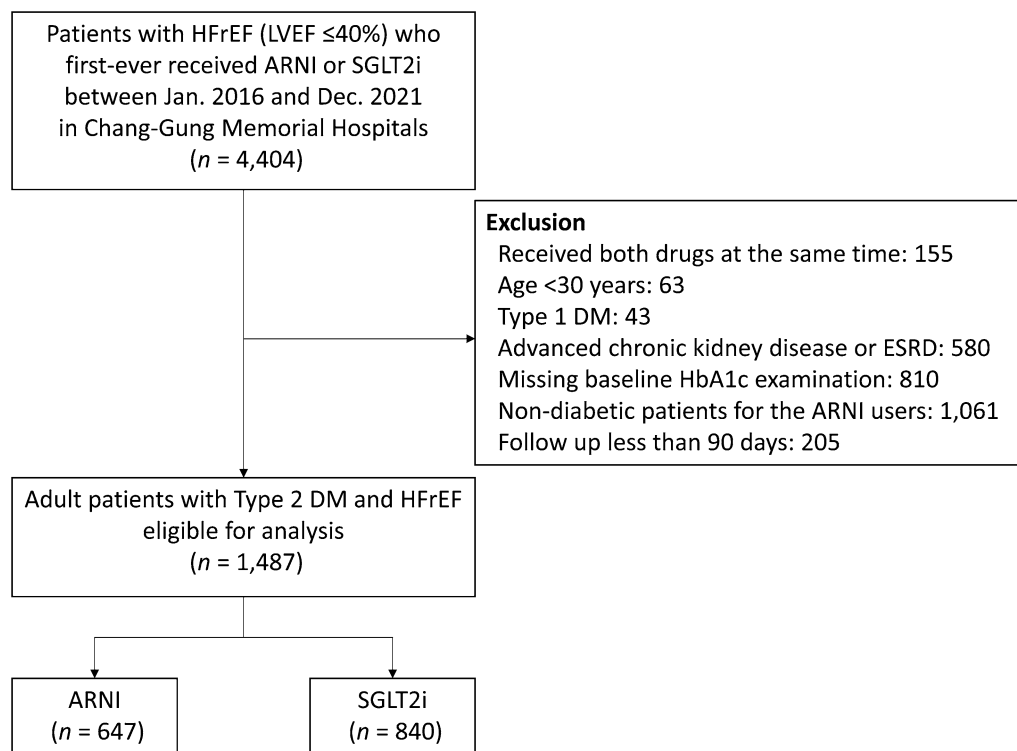 Patients with HFrEF (LVEF ≤40%) who
first-ever received ARNI or SGLT2i
between Jan. 2016 and Dec. 2021
in Chang-Gung Memorial Hospitals
(n = 4,404)
Exclusion
Received both drugs at the same time: 155
Age <30 years: 63
Type 1 DM: 43
Advanced chronic kidney disease or ESRD: 580
Missing baseline HbA1c examination: 810
Non-diabetic patients for the ARNI users: 1,061
Follow up less than 90 days: 205
Adult patients with Type 2 DM and HFrEF
eligible for analysis
(n = 1,487)
ARNI
(n = 647)
SGLT2i
(n = 840)